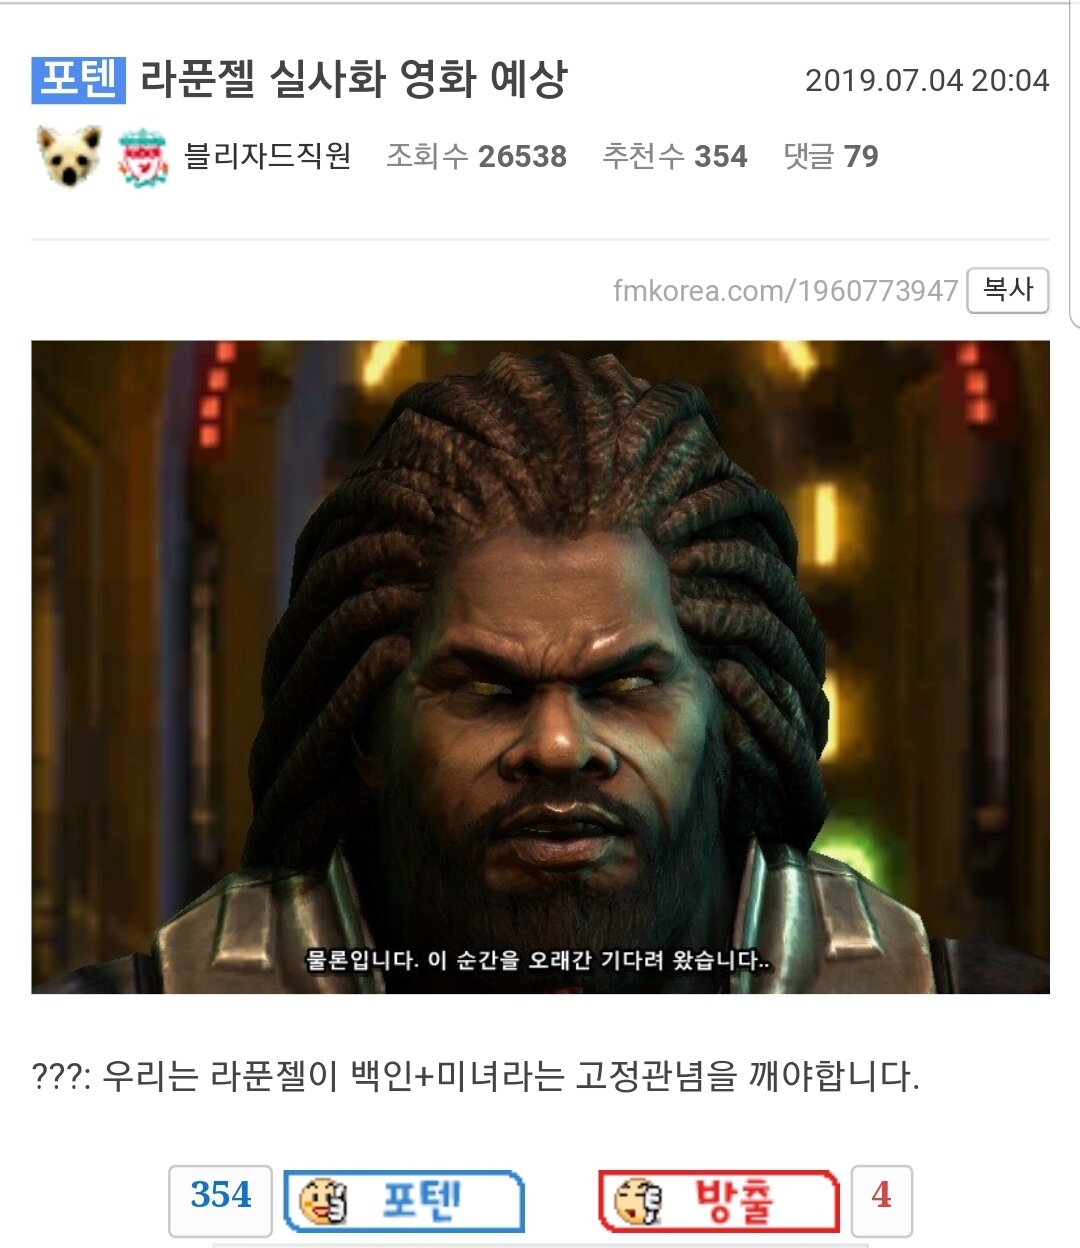 포텐 라푼젤 실사화 영화 예상 2019.07.04 20:04
블리자드직원 조회수 26538 추천수 354 댓글 79
fmkorea.com/1960773947 복사
물론입니다. 이 순간을 오래간 기다려 왔습니다..
???: 우리는 라푼젤이 백인+미녀라는 고정관념을 깨야합니다.
354 포텐! 방출 4